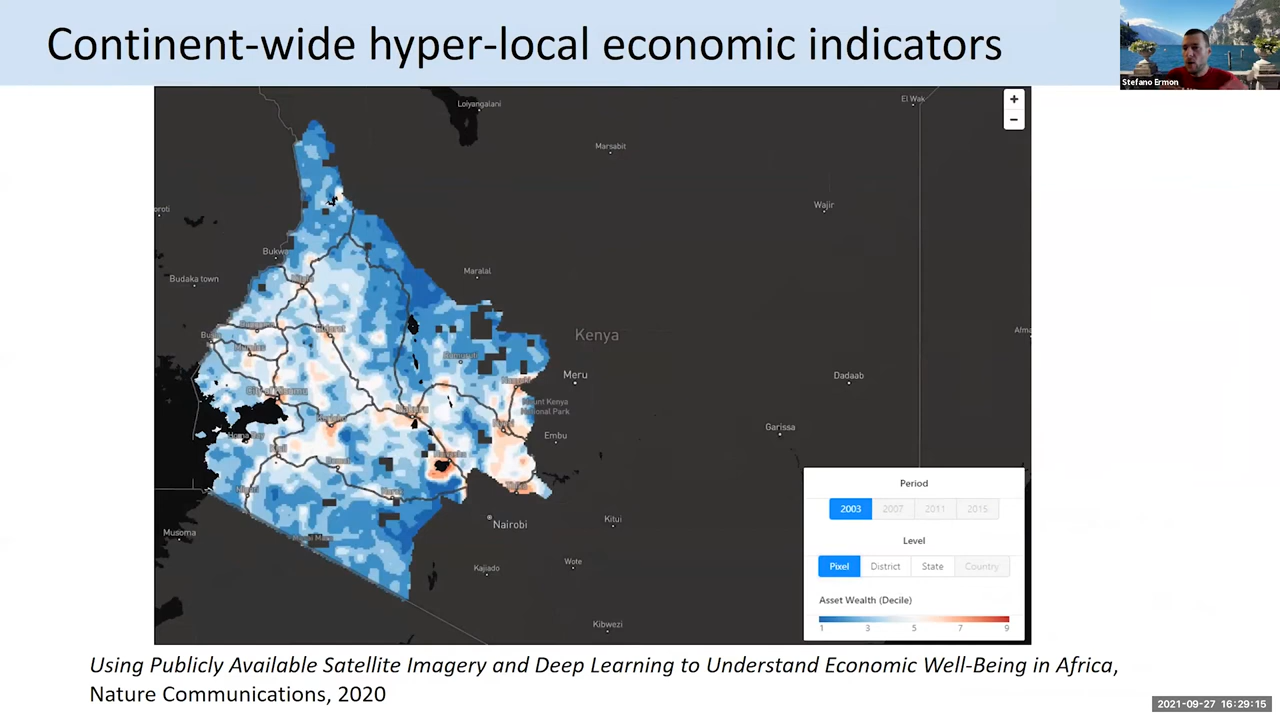 Continent-wide hyper-local economic indicators
Stefano Ermon
Loiyangalani
El Wak
+
−
Marsabit
Wajir
Bukwa
Budaka town
Maralal
Kenya
Meru
Dadaab
Mount Kenya
National Park
Embu
Garissa
Nairobi
Kitui
Musoma
Kajiado
Wote
Kibwezi
Period
2003 2007 2011 2015
Level
Pixel District State Country
Asset Wealth (Decile)
1 3 5 7 9
Using Publicly Available Satellite Imagery and Deep Learning to Understand Economic Well-Being in Africa,
Nature Communications, 2020
2021-09-27 16:29:15